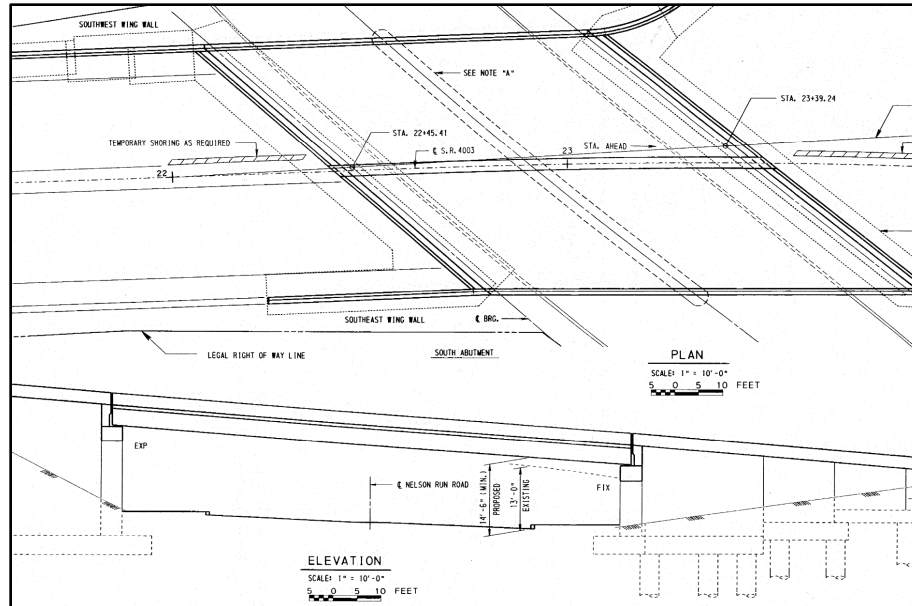 SOUTHWEST WING WALL
SEE NOTE "A"
STA. 23+39.24
STA. 22+45.41
TEMPORARY SHORING AS REQUIRED
℄ S.R.4003
STA. AHEAD
23
22
SOUTHEAST WING WALL
℄ BRG.
LEGAL RIGHT OF WAY LINE
SOUTH ABUTMENT
PLAN
SCALE: 1" = 10'-0"
5 0 5 10 FEET
EXP
℄ NELSON RUN ROAD
14'-6" (MIN.)
PROPOSED
13'-0"
EXISTING
FIX
ELEVATION
SCALE: 1" = 10'-0"
5 0 5 10 FEET